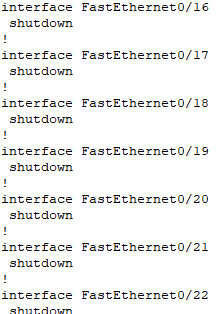 interface FastEthernet0/16
 shutdown
!
interface FastEthernet0/17
 shutdown
!
interface FastEthernet0/18
 shutdown
!
interface FastEthernet0/19
 shutdown
!
interface FastEthernet0/20
 shutdown
!
interface FastEthernet0/21
 shutdown
!
interface FastEthernet0/22
 shutdown